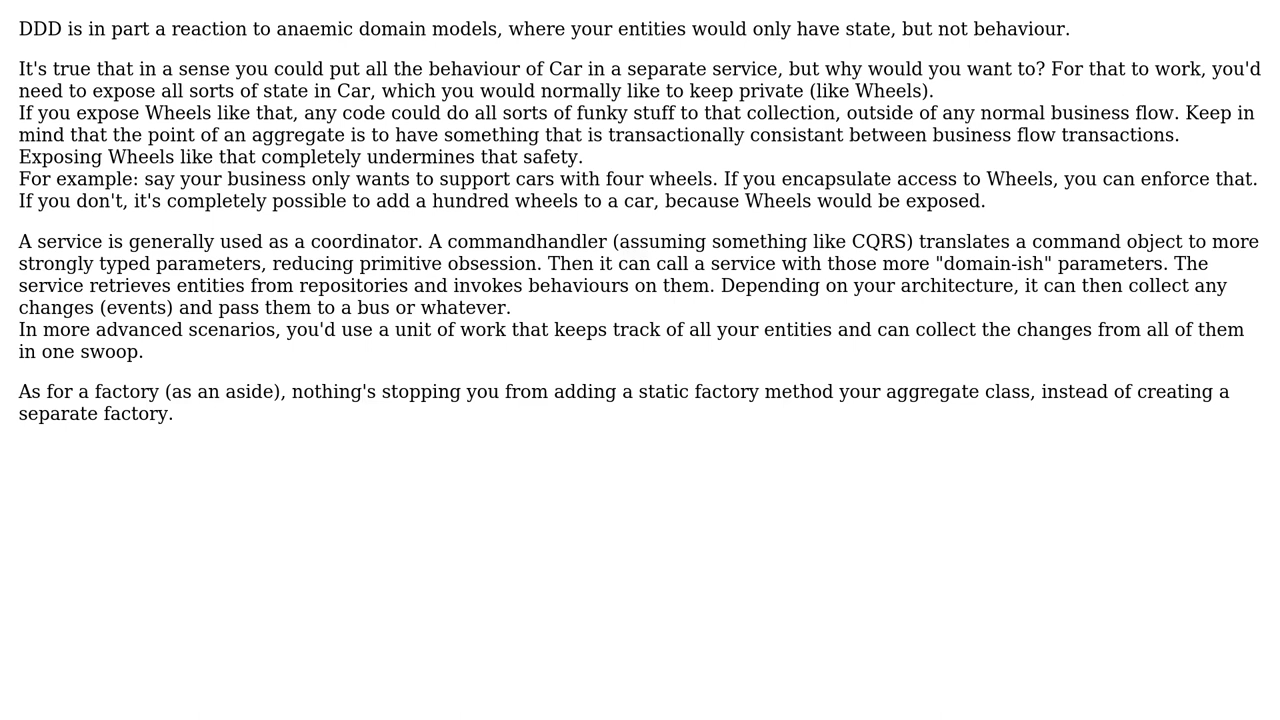 DDD is in part a reaction to anaemic domain models, where your entities would only have state, but not behaviour.
It's true that in a sense you could put all the behaviour of Car in a separate service, but why would you want to? For that to work, you'd
need to expose all sorts of state in Car, which you would normally like to keep private (like Wheels).
If you expose Wheels like that, any code could do all sorts of funky stuff to that collection, outside of any normal business flow. Keep in
mind that the point of an aggregate is to have something that is transactionally consistant between business flow transactions.
Exposing Wheels like that completely undermines that safety.
For example: say your business only wants to support cars with four wheels. If you encapsulate access to Wheels, you can enforce that.
If you don't, it's completely possible to add a hundred wheels to a car, because Wheels would be exposed.
A service is generally used as a coordinator. A commandhandler (assuming something like CQRS) translates a command object to more
strongly typed parameters, reducing primitive obsession. Then it can call a service with those more "domain-ish" parameters. The
service retrieves entities from repositories and invokes behaviours on them. Depending on your architecture, it can then collect any
changes (events) and pass them to a bus or whatever.
In more advanced scenarios, you'd use a unit of work that keeps track of all your entities and can collect the changes from all of them
in one swoop.
As for a factory (as an aside), nothing's stopping you from adding a static factory method your aggregate class, instead of creating a
separate factory.